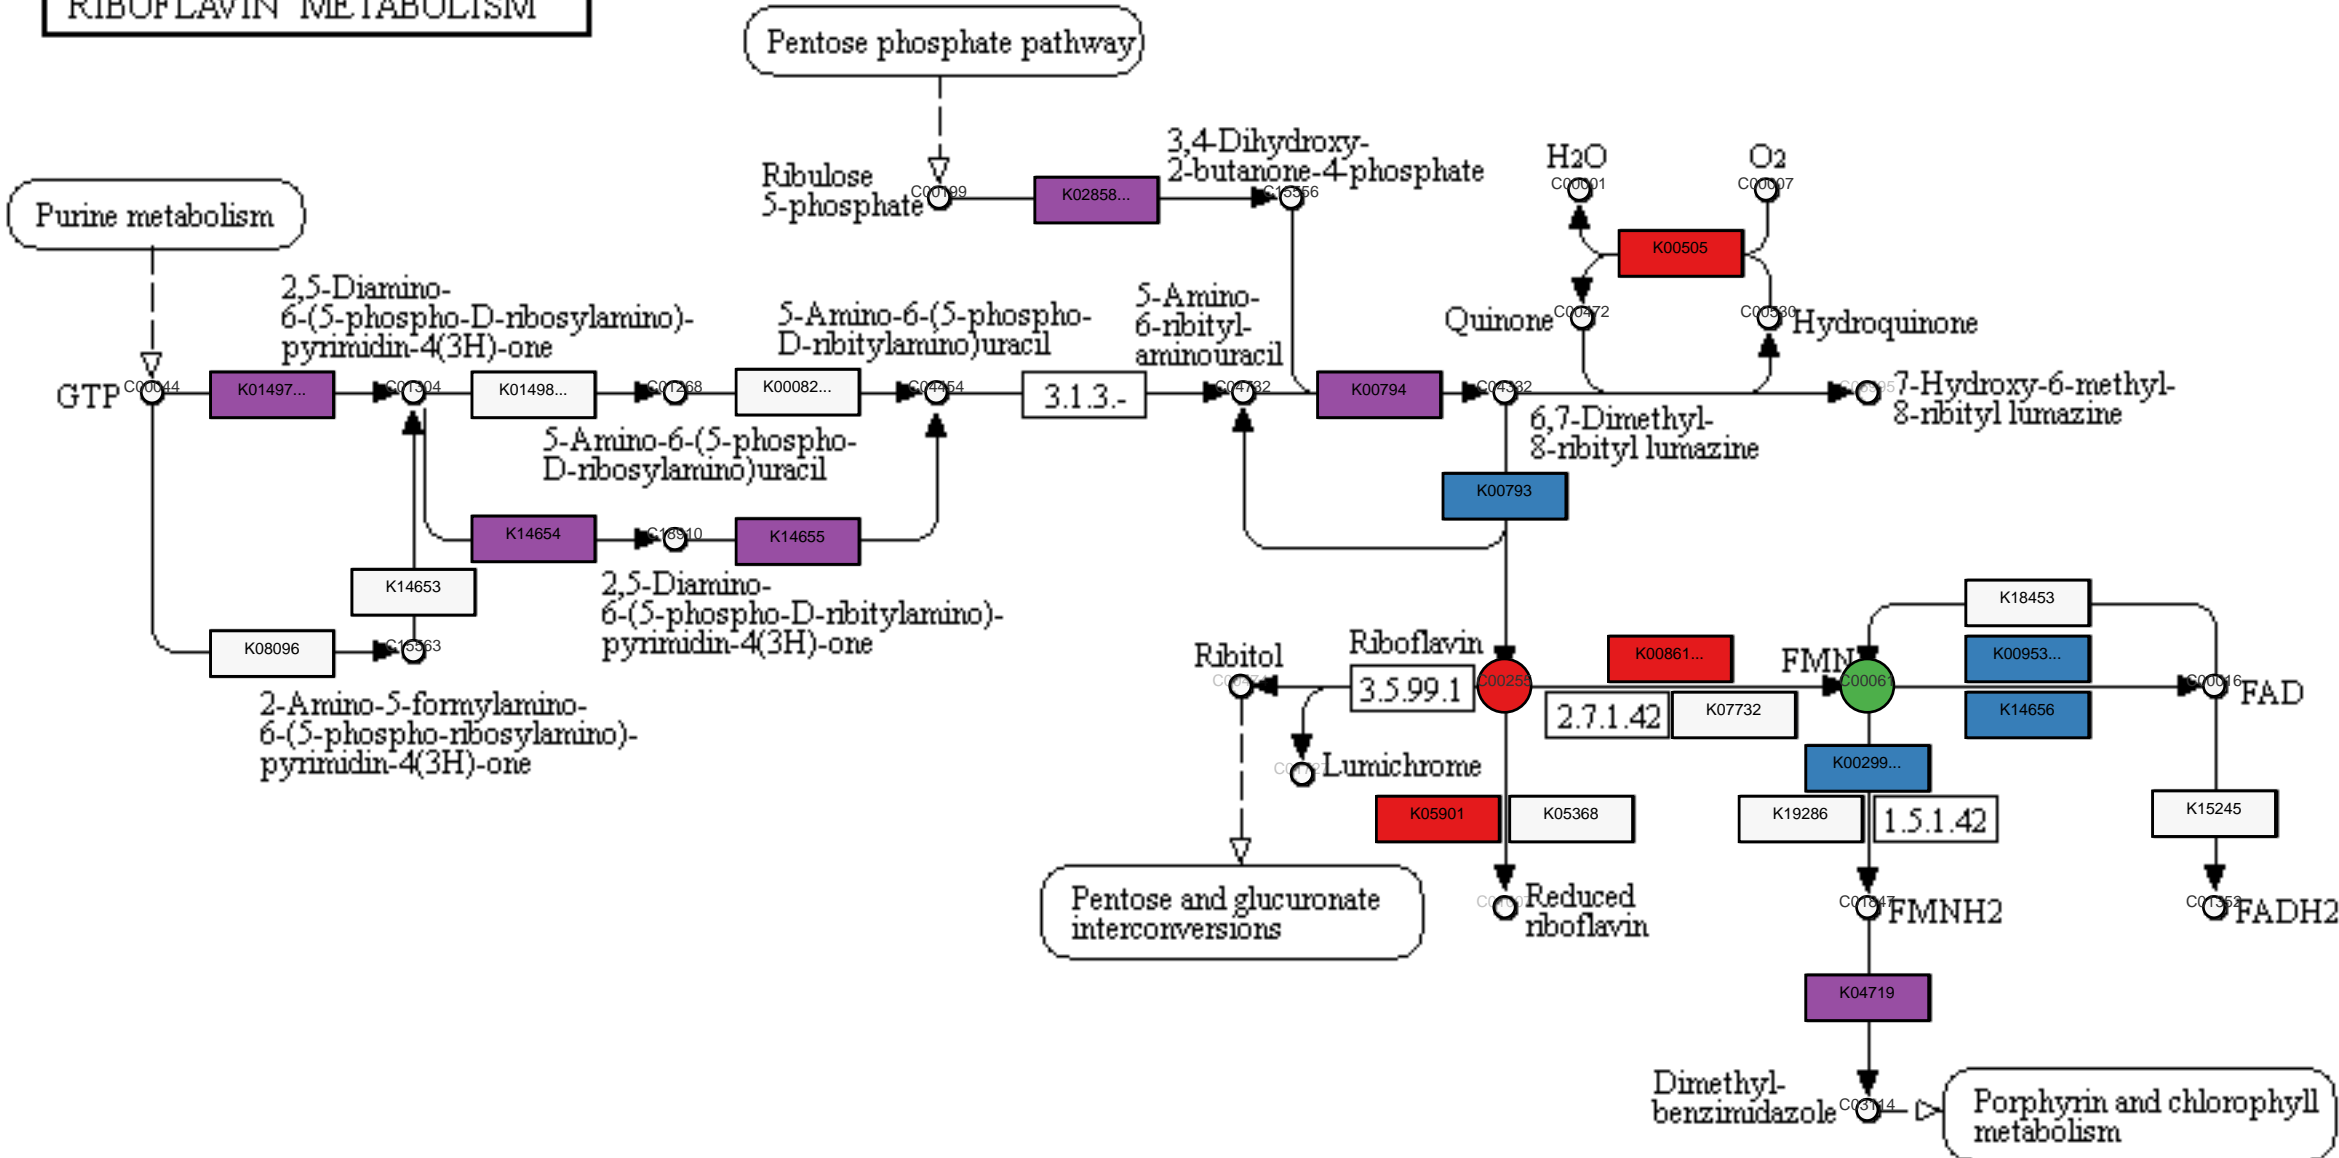 RIBOFLAVIN METABOLISM
Pentose phosphate pathway
3,4-Dihydroxy-
2-butanone-4-phosphate
Ribulose
5-phosphate
C00199
K02858...
C15556
H2O
C00001
O2
C00007
Purine metabolism
K00505
2,5-Diamino-
6-(5-phospho-D-ribosylamino)-
pyrimidin-4(3H)-one
5-Amino-6-(5-phospho-
D-ribitylamino)uracil
5-Amino-
6-ribityl-
aminouracil
Quinone
C00472
C00530
Hydroquinone
GTP
C00044
K01497...
C01304
K01498...
C01268
K00082...
C04454
3.1.3.-
C04732
K00794
C04332
7-Hydroxy-6-methyl-
8-ribityl lumazine
5-Amino-6-(5-phospho-
D-ribosylamino)uracil
6,7-Dimethyl-
8-ribityl lumazine
K00793
K14654
C18910
K14655
K14653
2,5-Diamino-
6-(5-phospho-D-ribitylamino)-
pyrimidin-4(3H)-one
K18453
K08096
C15563
Ribitol
Riboflavin
K00861...
FMN
K00953...
3.5.99.1
C00255
C00061
C00016
FAD
2.7.1.42
K07732
K14656
2-Amino-5-formylamino-
6-(5-phospho-ribosylamino)-
pyrimidin-4(3H)-one
Lumichrome
K00299...
K05901
K05368
K19286
1.5.1.42
K15245
Pentose and glucuronate
interconversions
Reduced
riboflavin
C01847
FMNH2
C01352
FADH2
K04719
Dimethyl-
benzimidazole
C03114
Porphyrin and chlorophyll
metabolism